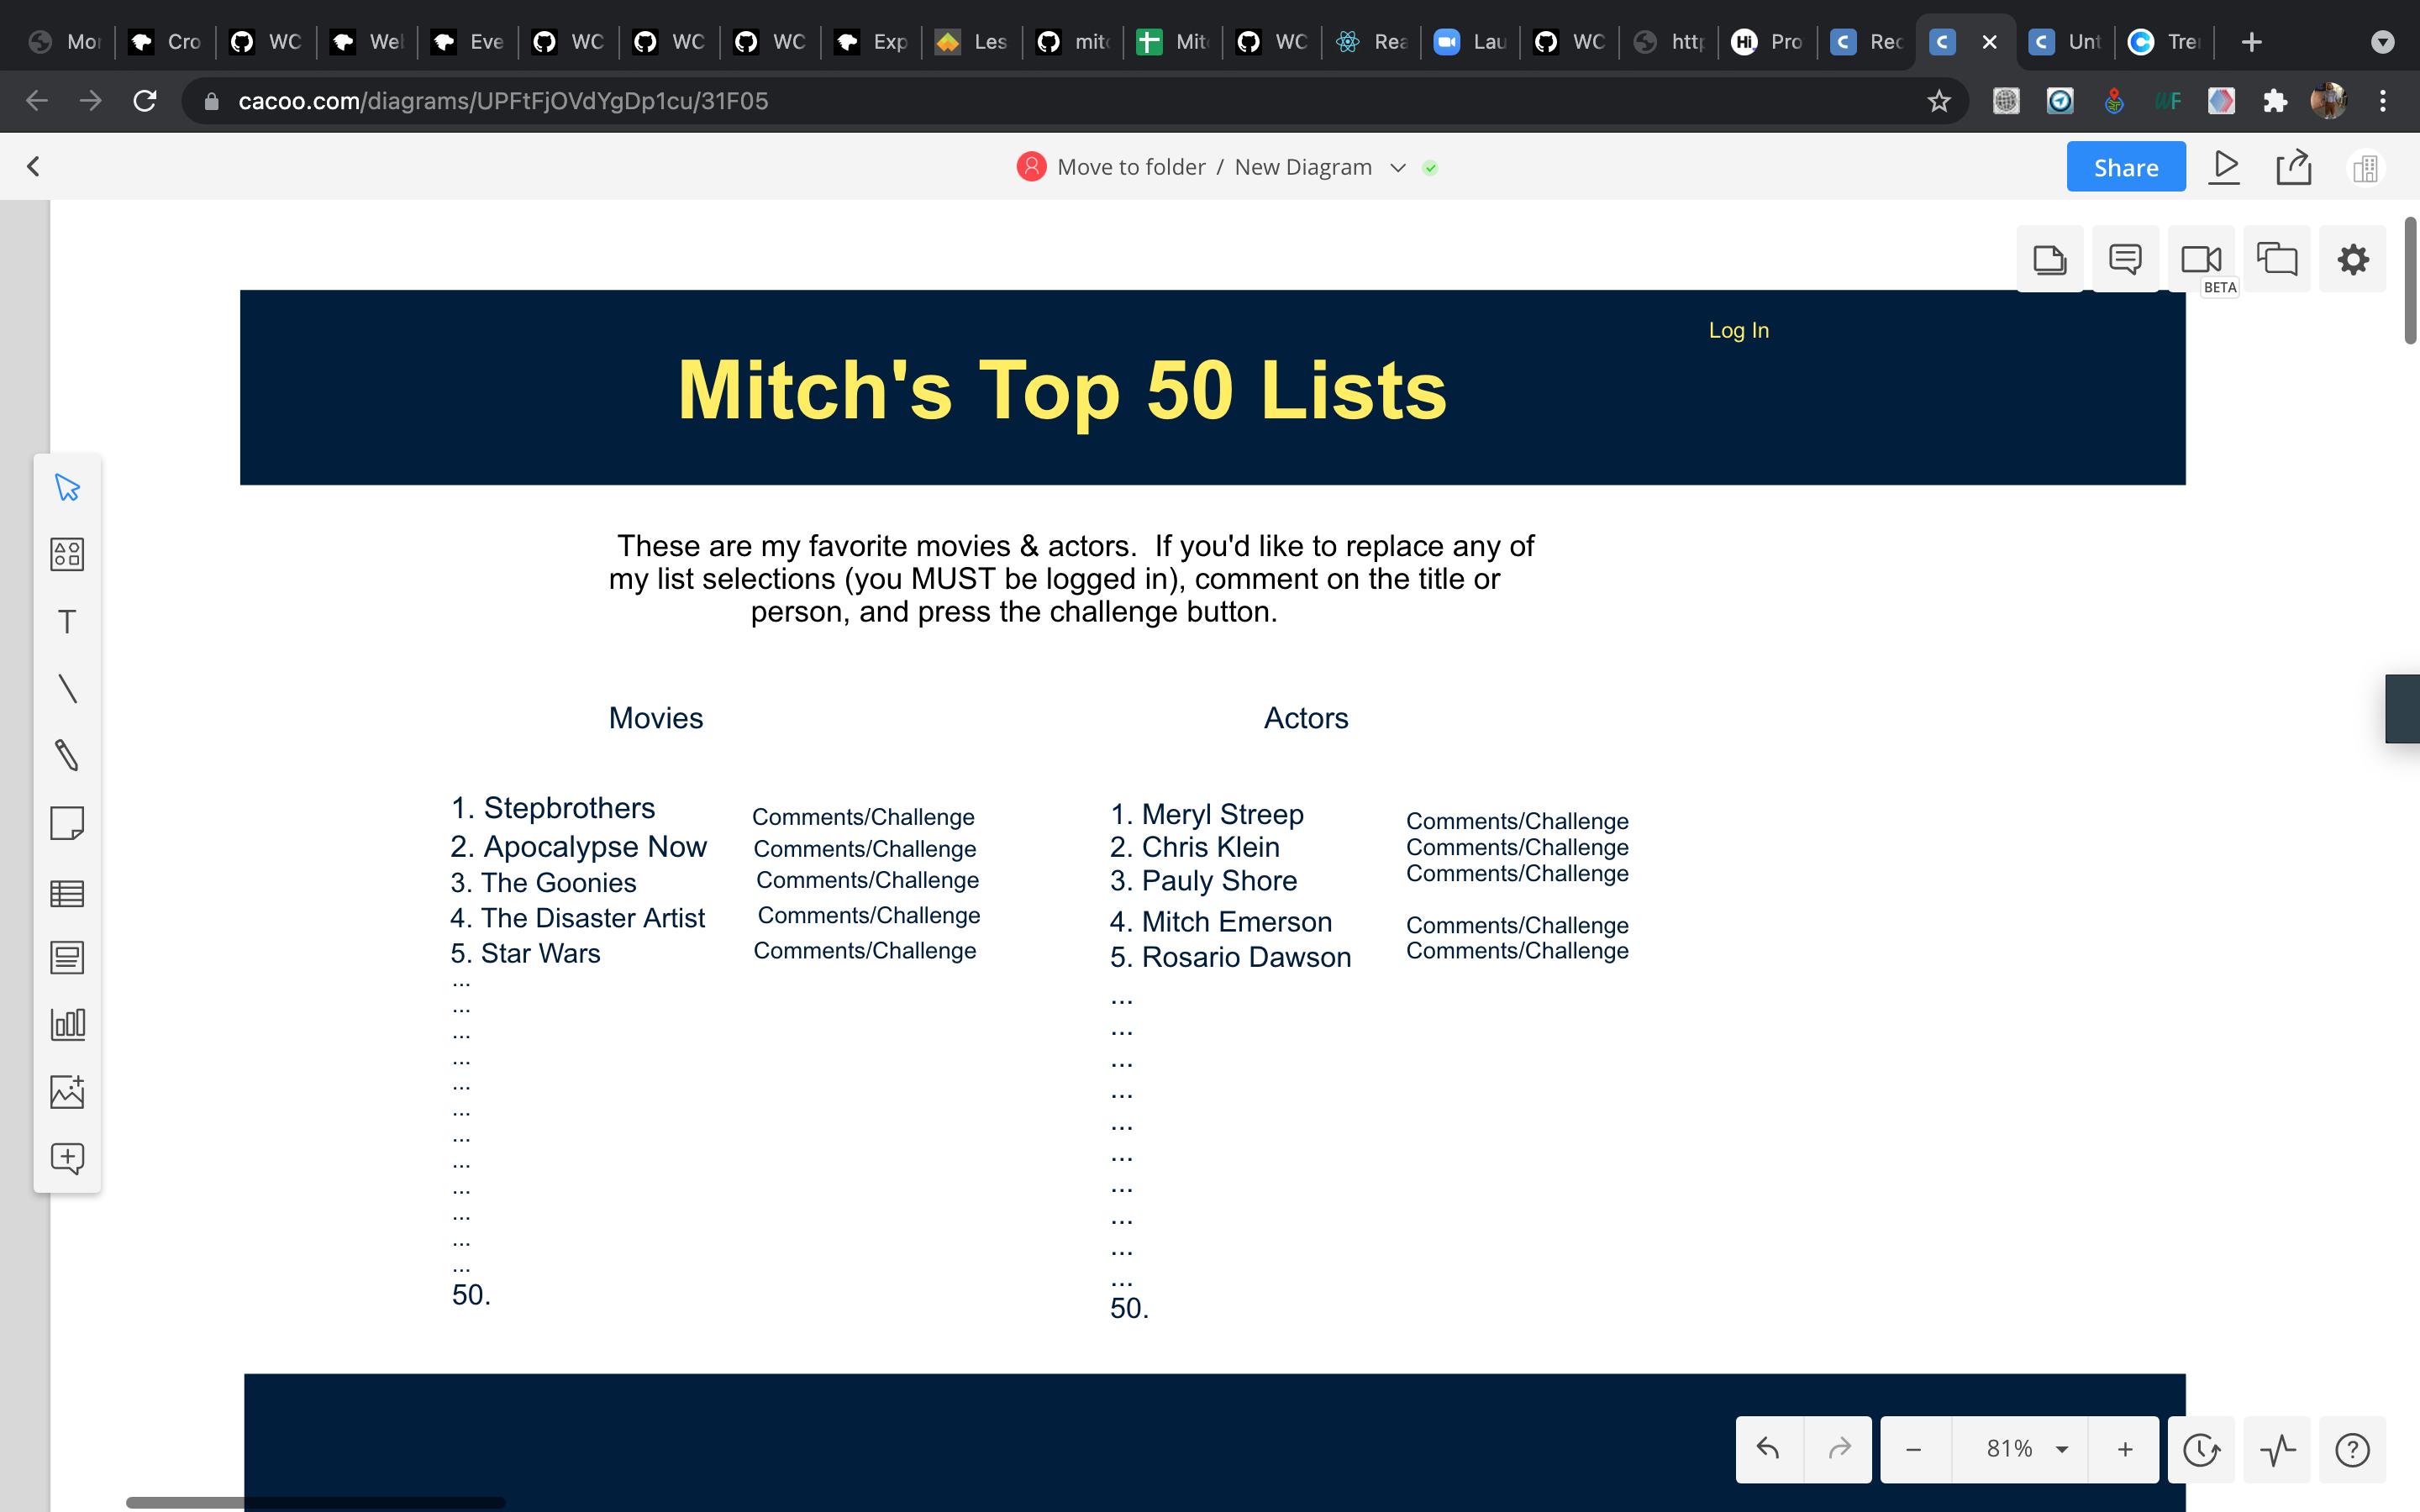 Mor
Cro
WC
Wel
Eve
WC
WC
WC
Exp
Les
mitc
Mitc
WC
Rea
Lau
WC
http
Hi
Pro
Rec
Unt
Tre
cacoo.com/diagrams/UPFtFjOVdYgDp1cu/31F05
WF
Move to folder / New Diagram
Share
BETA
Log In
Mitch's Top 50 Lists
These are my favorite movies & actors.  If you'd like to replace any of
my list selections (you MUST be logged in), comment on the title or
person, and press the challenge button.
Movies
1. Stepbrothers Comments/Challenge
2. Apocalypse Now Comments/Challenge
3. The Goonies Comments/Challenge
4. The Disaster Artist Comments/Challenge
5. Star Wars Comments/Challenge
...
...
...
...
...
...
...
...
...
...
...
...
50.
Actors
1. Meryl Streep Comments/Challenge
2. Chris Klein Comments/Challenge
3. Pauly Shore Comments/Challenge
4. Mitch Emerson Comments/Challenge
5. Rosario Dawson Comments/Challenge
...
...
...
...
...
...
...
...
...
...
50.
81%